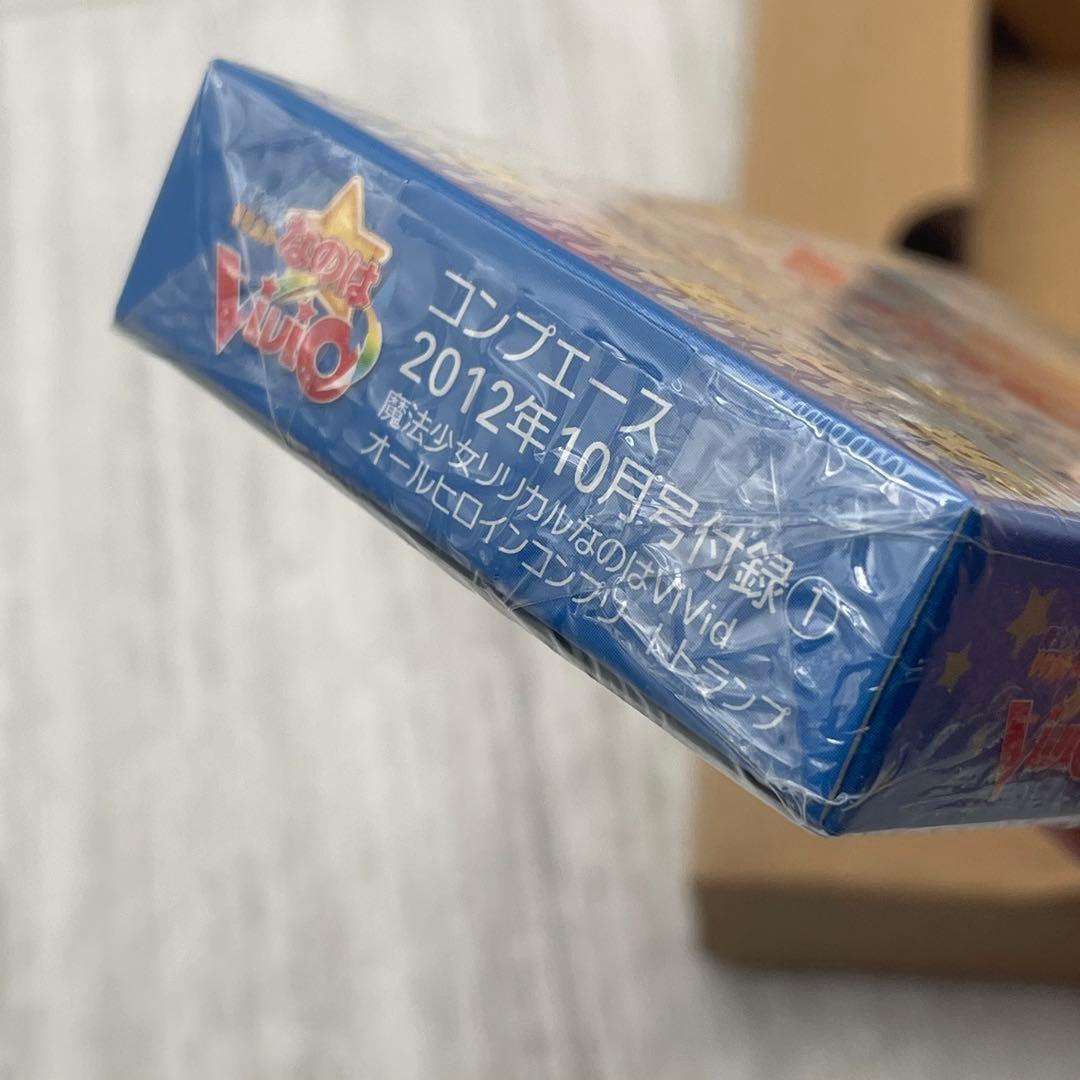 なのは
ViViD
コンプエース
2012年10月号付録①
魔法少女リリカルなのはViVid
オールヒロインコンプリートトランプ